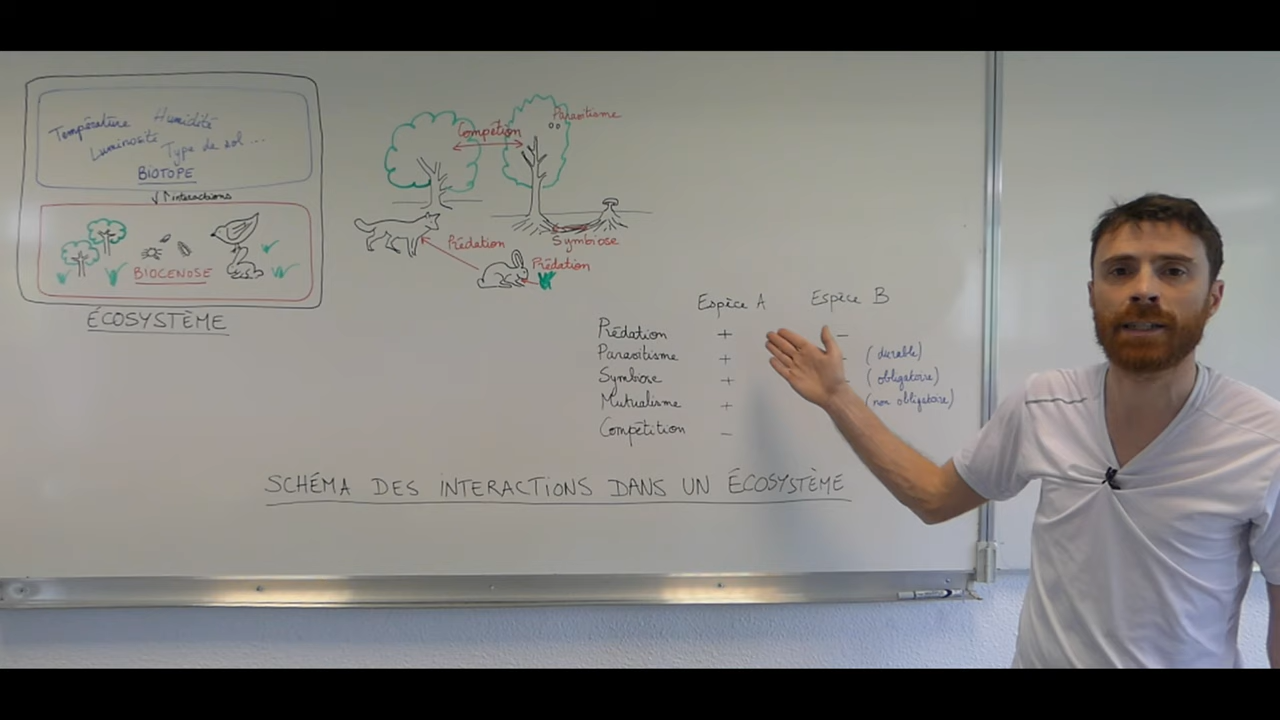 Température Humidité
Luminosité Type de sol ...
BIOTOPE
↓↑interactions
BIOCENOSE
ÉCOSYSTÈME
Parasitisme
Compétion
Symbiose
Prédation
Prédation
Espèce A Espèce B
Prédation + -
Parasitisme + - (durable)
Symbiose + (obligatoire)
Mutualisme + (non obligatoire)
Compétition -
SCHÉMA DES INTERACTIONS DANS UN ÉCOSYSTÈME